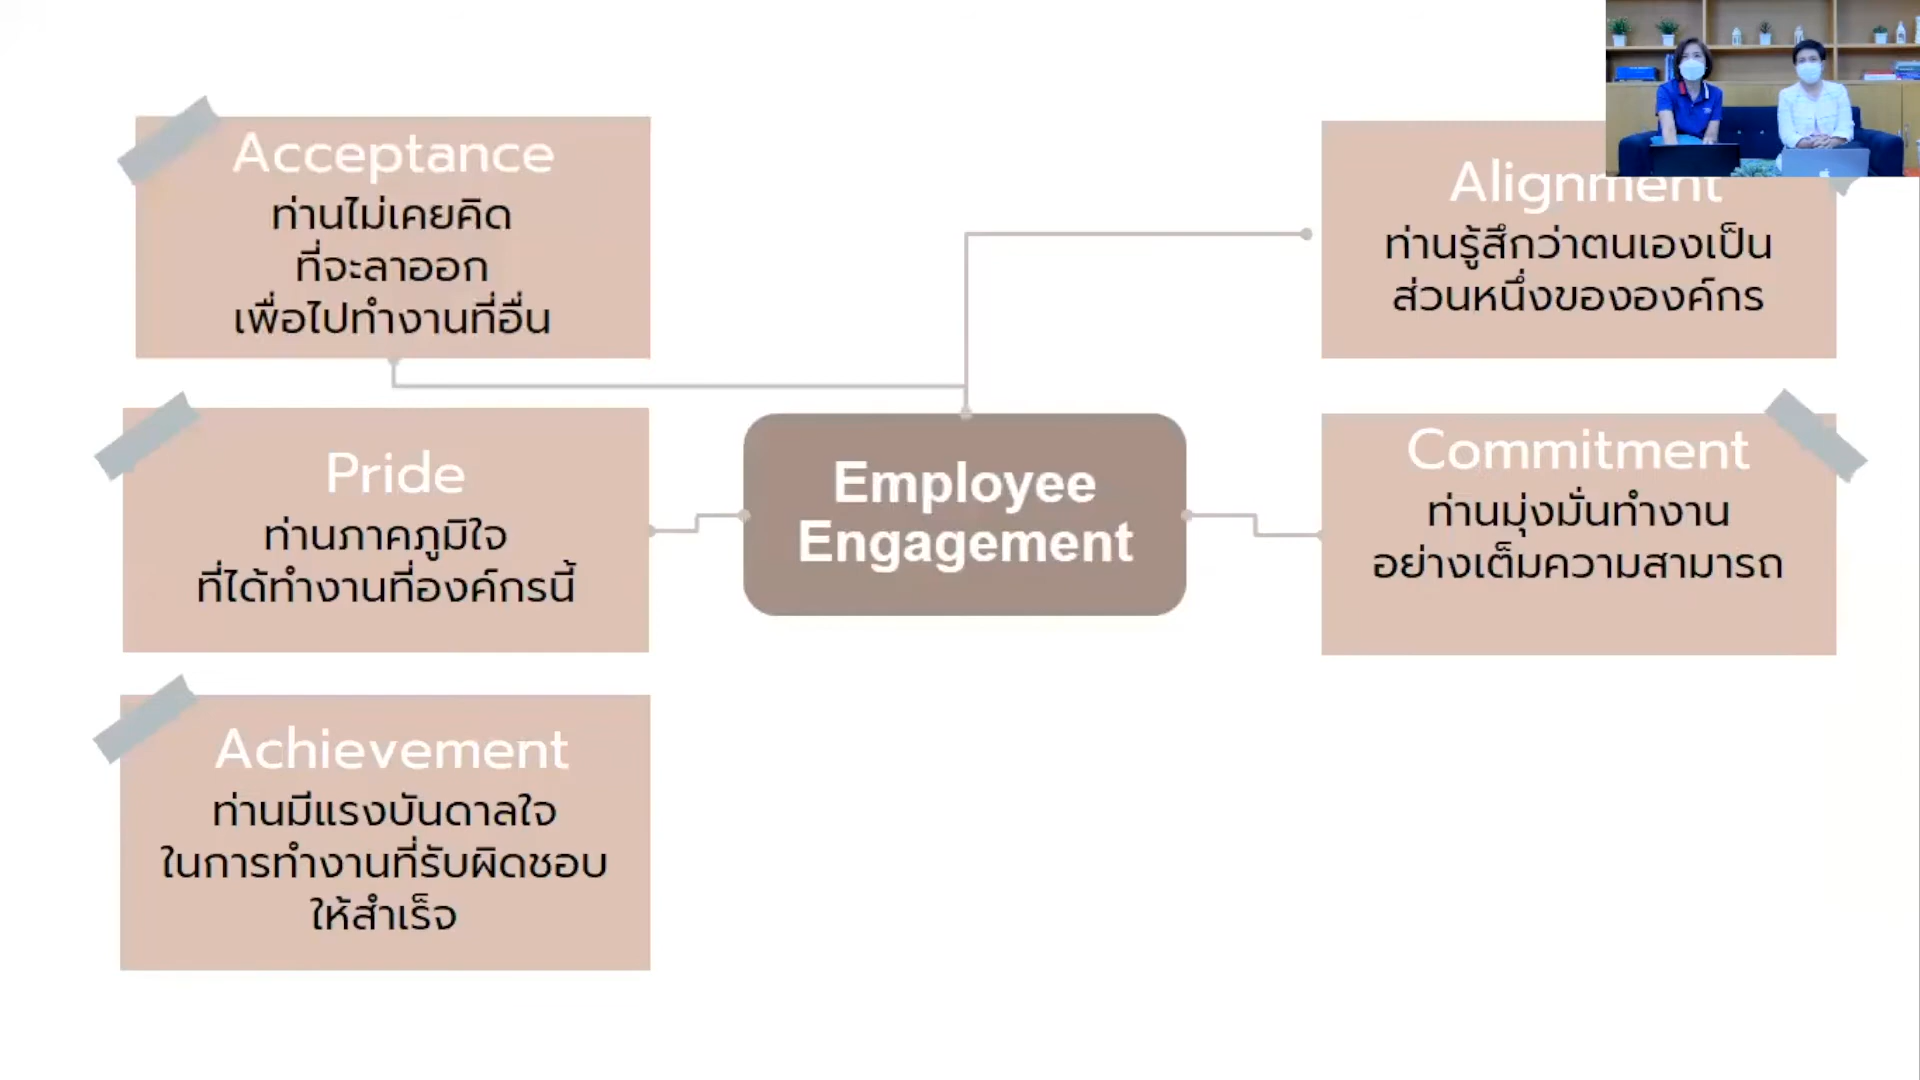 Acceptance
ท่านไม่เคยคิด
ที่จะลาออก
เพื่อไปทำงานที่อื่น
Pride
ท่านภาคภูมิใจ
ที่ได้ทำงานที่องค์กรนี้
Achievement
ท่านมีแรงบันดาลใจ
ในการทำงานที่รับผิดชอบ
ให้สำเร็จ
Employee
Engagement
Alignment
ท่านรู้สึกว่าตนเองเป็น
ส่วนหนึ่งขององค์กร
Commitment
ท่านมุ่งมั่นทำงาน
อย่างเต็มความสามารถ